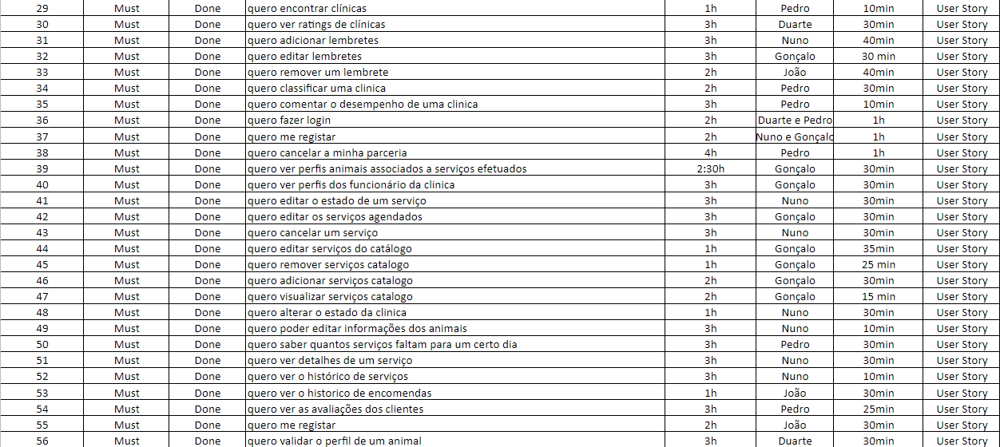 29 Must Done quero encontrar clínicas 1h Pedro 10min User Story
30 Must Done quero ver ratings de clínicas 3h Duarte 30min User Story
31 Must Done quero adicionar lembretes 3h Nuno 40min User Story
32 Must Done quero editar lembretes 3h Gonçalo 30 min User Story
33 Must Done quero remover um lembrete 2h João 40min User Story
34 Must Done quero classificar uma clinica 2h Pedro 30min User Story
35 Must Done quero comentar o desempenho de uma clinica 3h Pedro 10min User Story
36 Must Done quero fazer login 2h Duarte e Pedro 1h User Story
37 Must Done quero me registar 2h Nuno e Gonçalo 1h User Story
38 Must Done quero cancelar a minha parceria 4h Pedro 1h User Story
39 Must Done quero ver perfis animais associados a serviços efetuados 2:30h Gonçalo 30min User Story
40 Must Done quero ver perfis dos funcionário da clinica 3h Gonçalo 30min User Story
41 Must Done quero editar o estado de um serviço 3h Nuno 30min User Story
42 Must Done quero editar os serviços agendados 3h Gonçalo 30min User Story
43 Must Done quero cancelar um serviço 3h Nuno 30min User Story
44 Must Done quero editar serviços do catálogo 1h Gonçalo 35min User Story
45 Must Done quero remover serviços catalogo 1h Gonçalo 25 min User Story
46 Must Done quero adicionar serviços catalogo 2h Gonçalo 30min User Story
47 Must Done quero visualizar serviços catalogo 2h Gonçalo 15 min User Story
48 Must Done quero alterar o estado da clinica 1h Nuno 30min User Story
49 Must Done quero poder editar informações dos animais 3h Nuno 10min User Story
50 Must Done quero saber quantos serviços faltam para um certo dia 3h Pedro 30min User Story
51 Must Done quero ver detalhes de um serviço 3h Nuno 30min User Story
52 Must Done quero ver o histórico de serviços 3h Nuno 10min User Story
53 Must Done quero ver o historico de encomendas 1h João 30min User Story
54 Must Done quero ver as avaliações dos clientes 3h Pedro 25min User Story
55 Must Done quero me registar 2h João 30min User Story
56 Must Done quero validar o perfil de um animal 3h Duarte 30min User Story